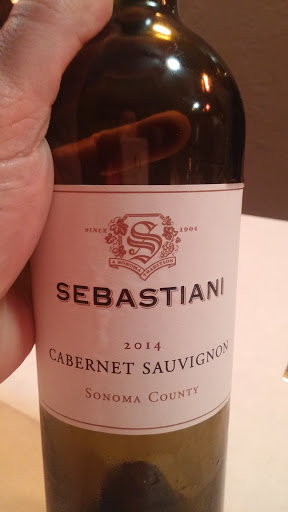 SINCE 1904
S
A SONOMA TRADITION
SEBASTIANI
2014
CABERNET SAUVIGNON
SONOMA COUNTY